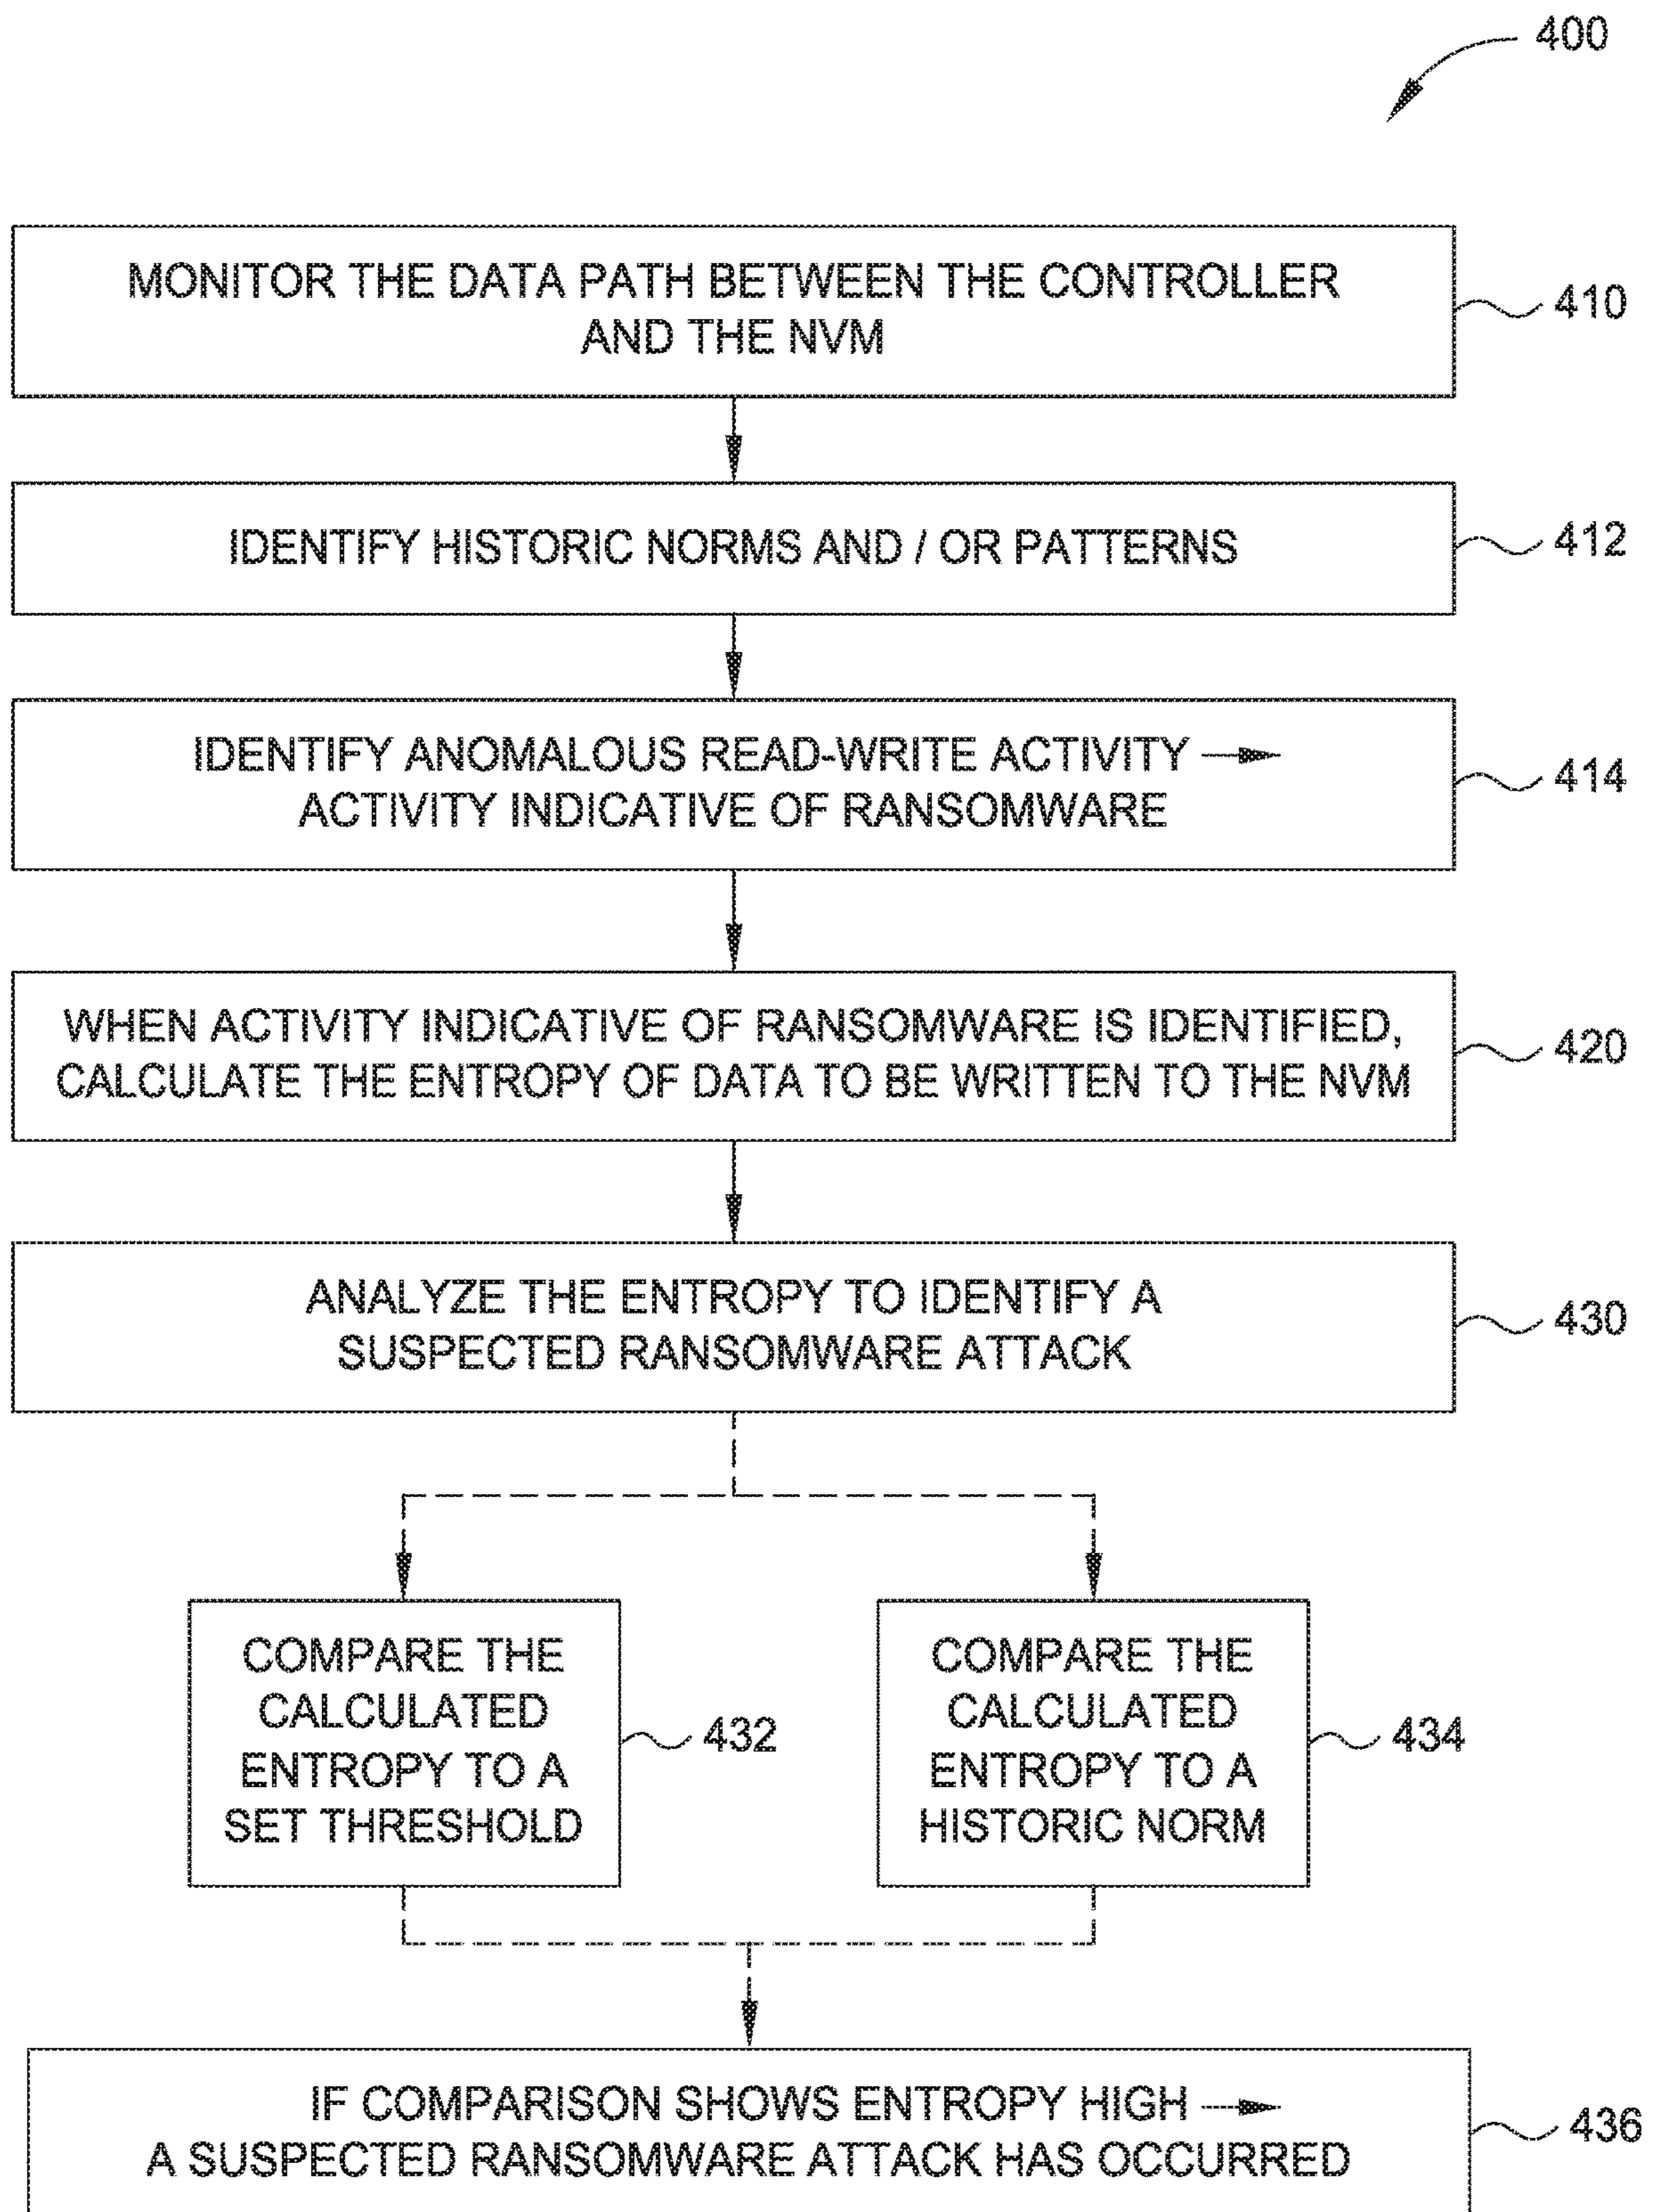 400
MONITOR THE DATA PATH BETWEEN THE CONTROLLER
AND THE NVM
410
IDENTIFY HISTORIC NORMS AND / OR PATTERNS
412
IDENTIFY ANOMALOUS READ-WRITE ACTIVITY →
ACTIVITY INDICATIVE OF RANSOMWARE
414
WHEN ACTIVITY INDICATIVE OF RANSOMWARE IS IDENTIFIED,
CALCULATE THE ENTROPY OF DATA TO BE WRITTEN TO THE NVM
420
ANALYZE THE ENTROPY TO IDENTIFY A
SUSPECTED RANSOMWARE ATTACK
430
COMPARE THE
CALCULATED
ENTROPY TO A
SET THRESHOLD
432
COMPARE THE
CALCULATED
ENTROPY TO A
HISTORIC NORM
434
IF COMPARISON SHOWS ENTROPY HIGH →
A SUSPECTED RANSOMWARE ATTACK HAS OCCURRED
436